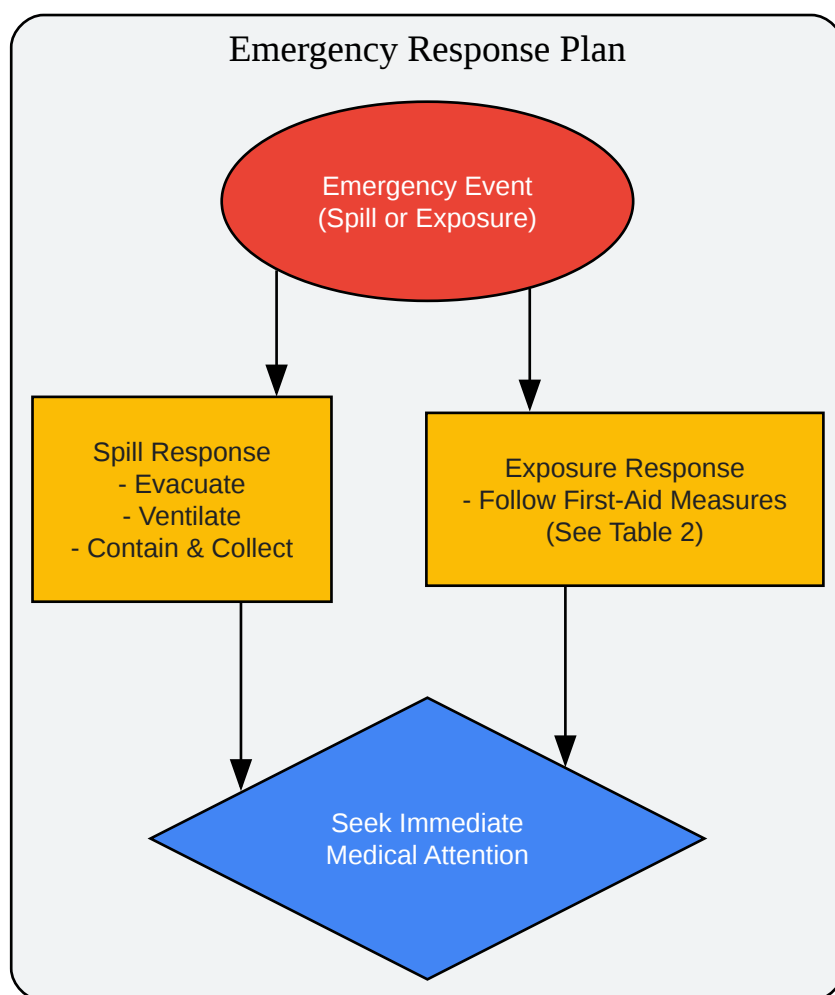 Emergency Response Plan
Emergency Event
(Spill or Exposure)
Spill Response
- Evacuate
- Ventilate
- Contain & Collect
Exposure Response
- Follow First-Aid Measures
(See Table 2)
Seek Immediate
Medical Attention